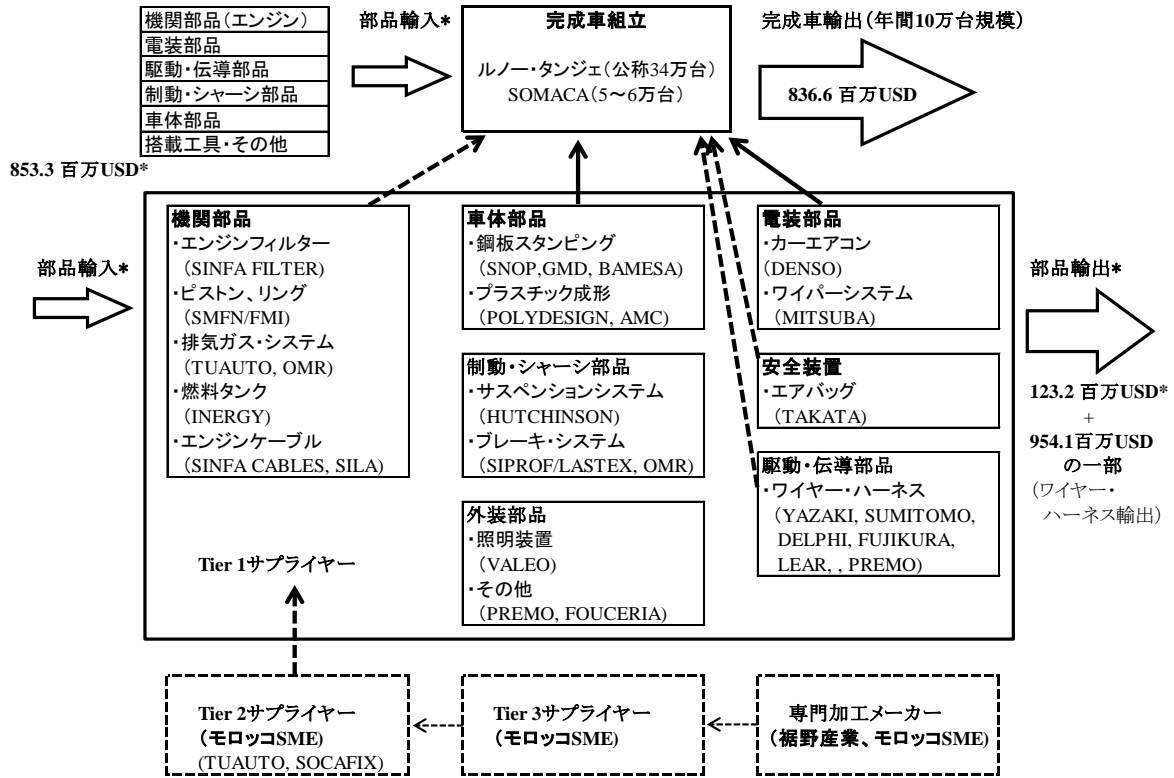 機関部品(エンジン)
電装部品
駆動・伝導部品
制動・シャーシ部品
車体部品
搭載工具・その他
部品輸入*
完成車組立
ルノー・タンジェ(公称34万台)
SOMACA(5～6万台)
完成車輸出(年間10万台規模)
836.6 百万USD
853.3 百万USD*
部品輸入*
機関部品
・エンジンフィルター
(SINFA FILTER)
・ピストン、リング
(SMFN/FMI)
・排気ガス・システム
(TUAUTO, OMR)
・燃料タンク
(INERGY)
・エンジンケーブル
(SINFA CABLES, SILA)
Tier 1サプライヤー
車体部品
・鋼板スタンピング
(SNOP,GMD, BAMESA)
・プラスチック成形
(POLYDESIGN, AMC)
制動・シャーシ部品
・サスペンションシステム
(HUTCHINSON)
・ブレーキ・システム
(SIPROF/LASTEX, OMR)
外装部品
・照明装置
(VALEO)
・その他
(PREMO, FOUCERIA)
電装部品
・カーエアコン
(DENSO)
・ワイパーシステム
(MITSUBA)
安全装置
・エアバッグ
(TAKATA)
駆動・伝導部品
・ワイヤー・ハーネス
(YAZAKI, SUMITOMO,
DELPHI, FUJIKURA,
LEAR, , PREMO)
部品輸出*
123.2 百万USD*
+
954.1百万USD
の一部
(ワイヤー・
ハーネス輸出)
Tier 2サプライヤー
(モロッコSME)
(TUAUTO, SOCAFIX)
Tier 3サプライヤー
(モロッコSME)
専門加工メーカー
(裾野産業、モロッコSME)